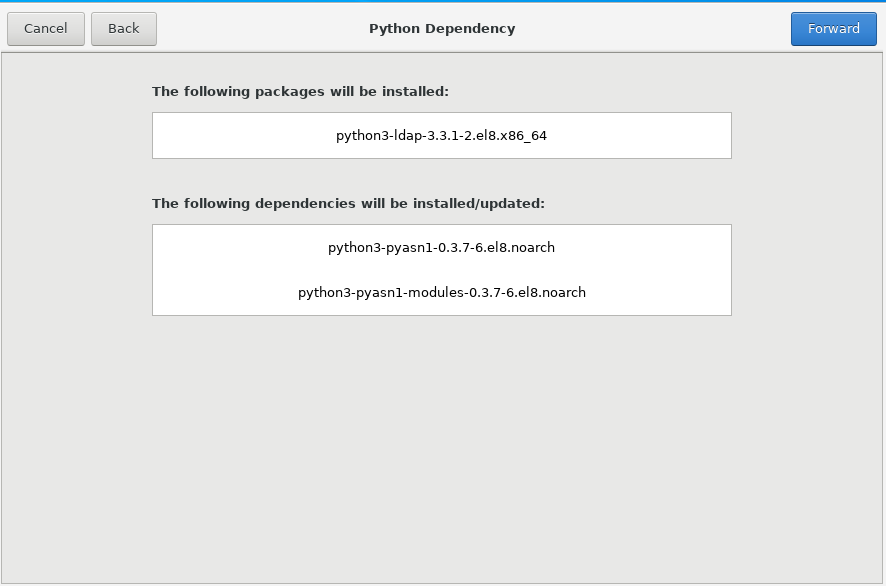 Cancel
Back
Python Dependency
Forward
The following packages will be installed:
python3-ldap-3.3.1-2.el8.x86_64
The following dependencies will be installed/updated:
python3-pyasn1-0.3.7-6.el8.noarch
python3-pyasn1-modules-0.3.7-6.el8.noarch